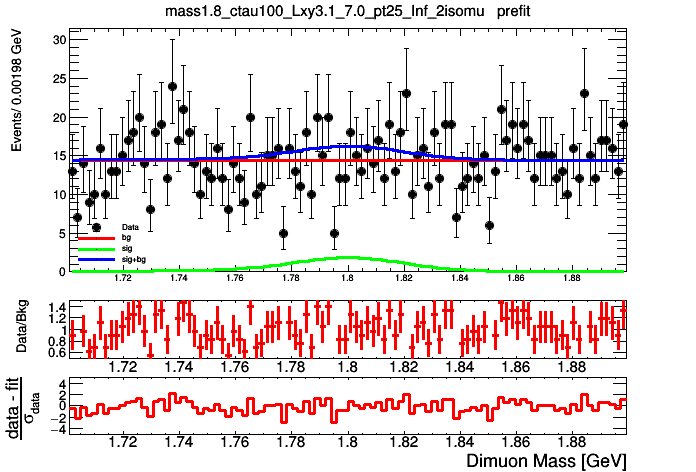 mass1.8_ctau100_Lxy3.1_7.0_pt25_Inf_2isomu prefit
Events/ 0.00198 GeV
30
25
20
15
10
5
0
Data
bg
sig
sig+bg
1.72 1.74 1.76 1.78 1.8 1.82 1.84 1.86 1.88
Data/Bkg
1.4
1.2
1
0.8
0.6
1.72 1.74 1.76 1.78 1.8 1.82 1.84 1.86 1.88
data - fit
σdata
4
2
0
−2
−4
1.72 1.74 1.76 1.78 1.8 1.82 1.84 1.86 1.88
Dimuon Mass [GeV]